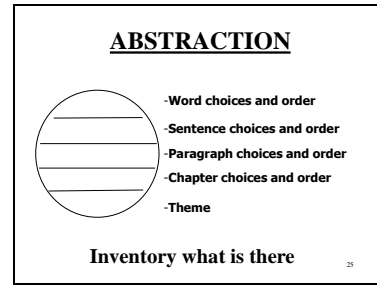 ABSTRACTION
-Word choices and order
-Sentence choices and order
-Paragraph choices and order
-Chapter choices and order
-Theme
Inventory what is there
25